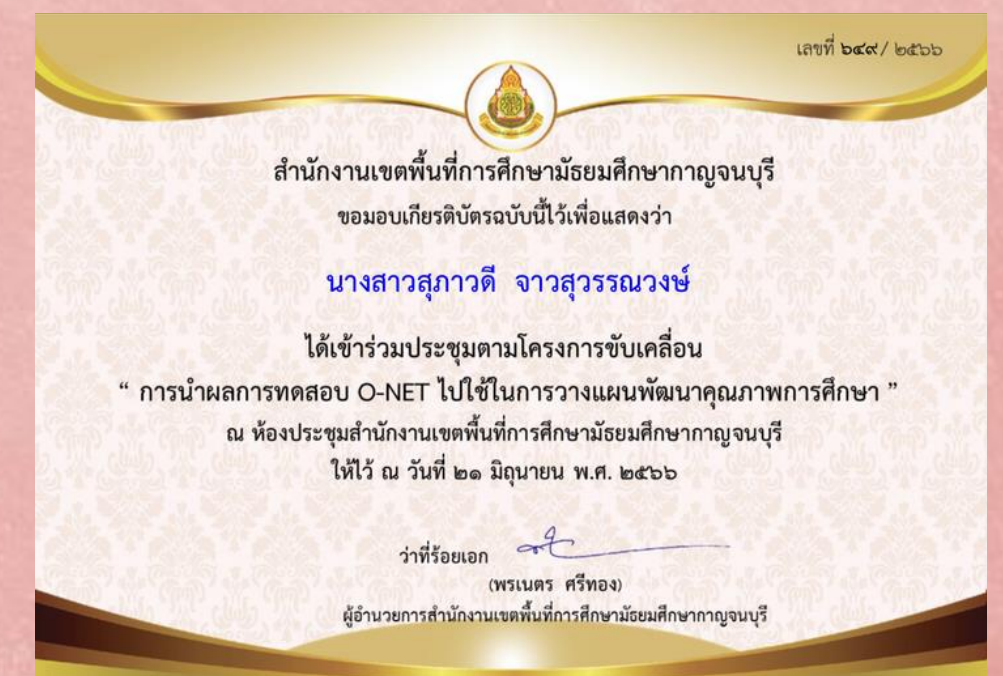 เลขที่ ๖๔๙/ ๒๕๖๖
สำนักงานเขตพื้นที่การศึกษามัธยมศึกษากาญจนบุรี
ขอมอบเกียรติบัตรฉบับนี้ไว้เพื่อแสดงว่า
นางสาวสุภาวดี จาวสุวรรณวงษ์
ได้เข้าร่วมประชุมตามโครงการขับเคลื่อน
“ การนำผลการทดสอบ O-NET ไปใช้ในการวางแผนพัฒนาคุณภาพการศึกษา ”
ณ ห้องประชุมสำนักงานเขตพื้นที่การศึกษามัธยมศึกษากาญจนบุรี
ให้ไว้ ณ วันที่ ๒๑ มิถุนายน พ.ศ. ๒๕๖๖
ว่าที่ร้อยเอก
(พรเนตร ศรีทอง)
ผู้อำนวยการสำนักงานเขตพื้นที่การศึกษามัธยมศึกษากาญจนบุรี